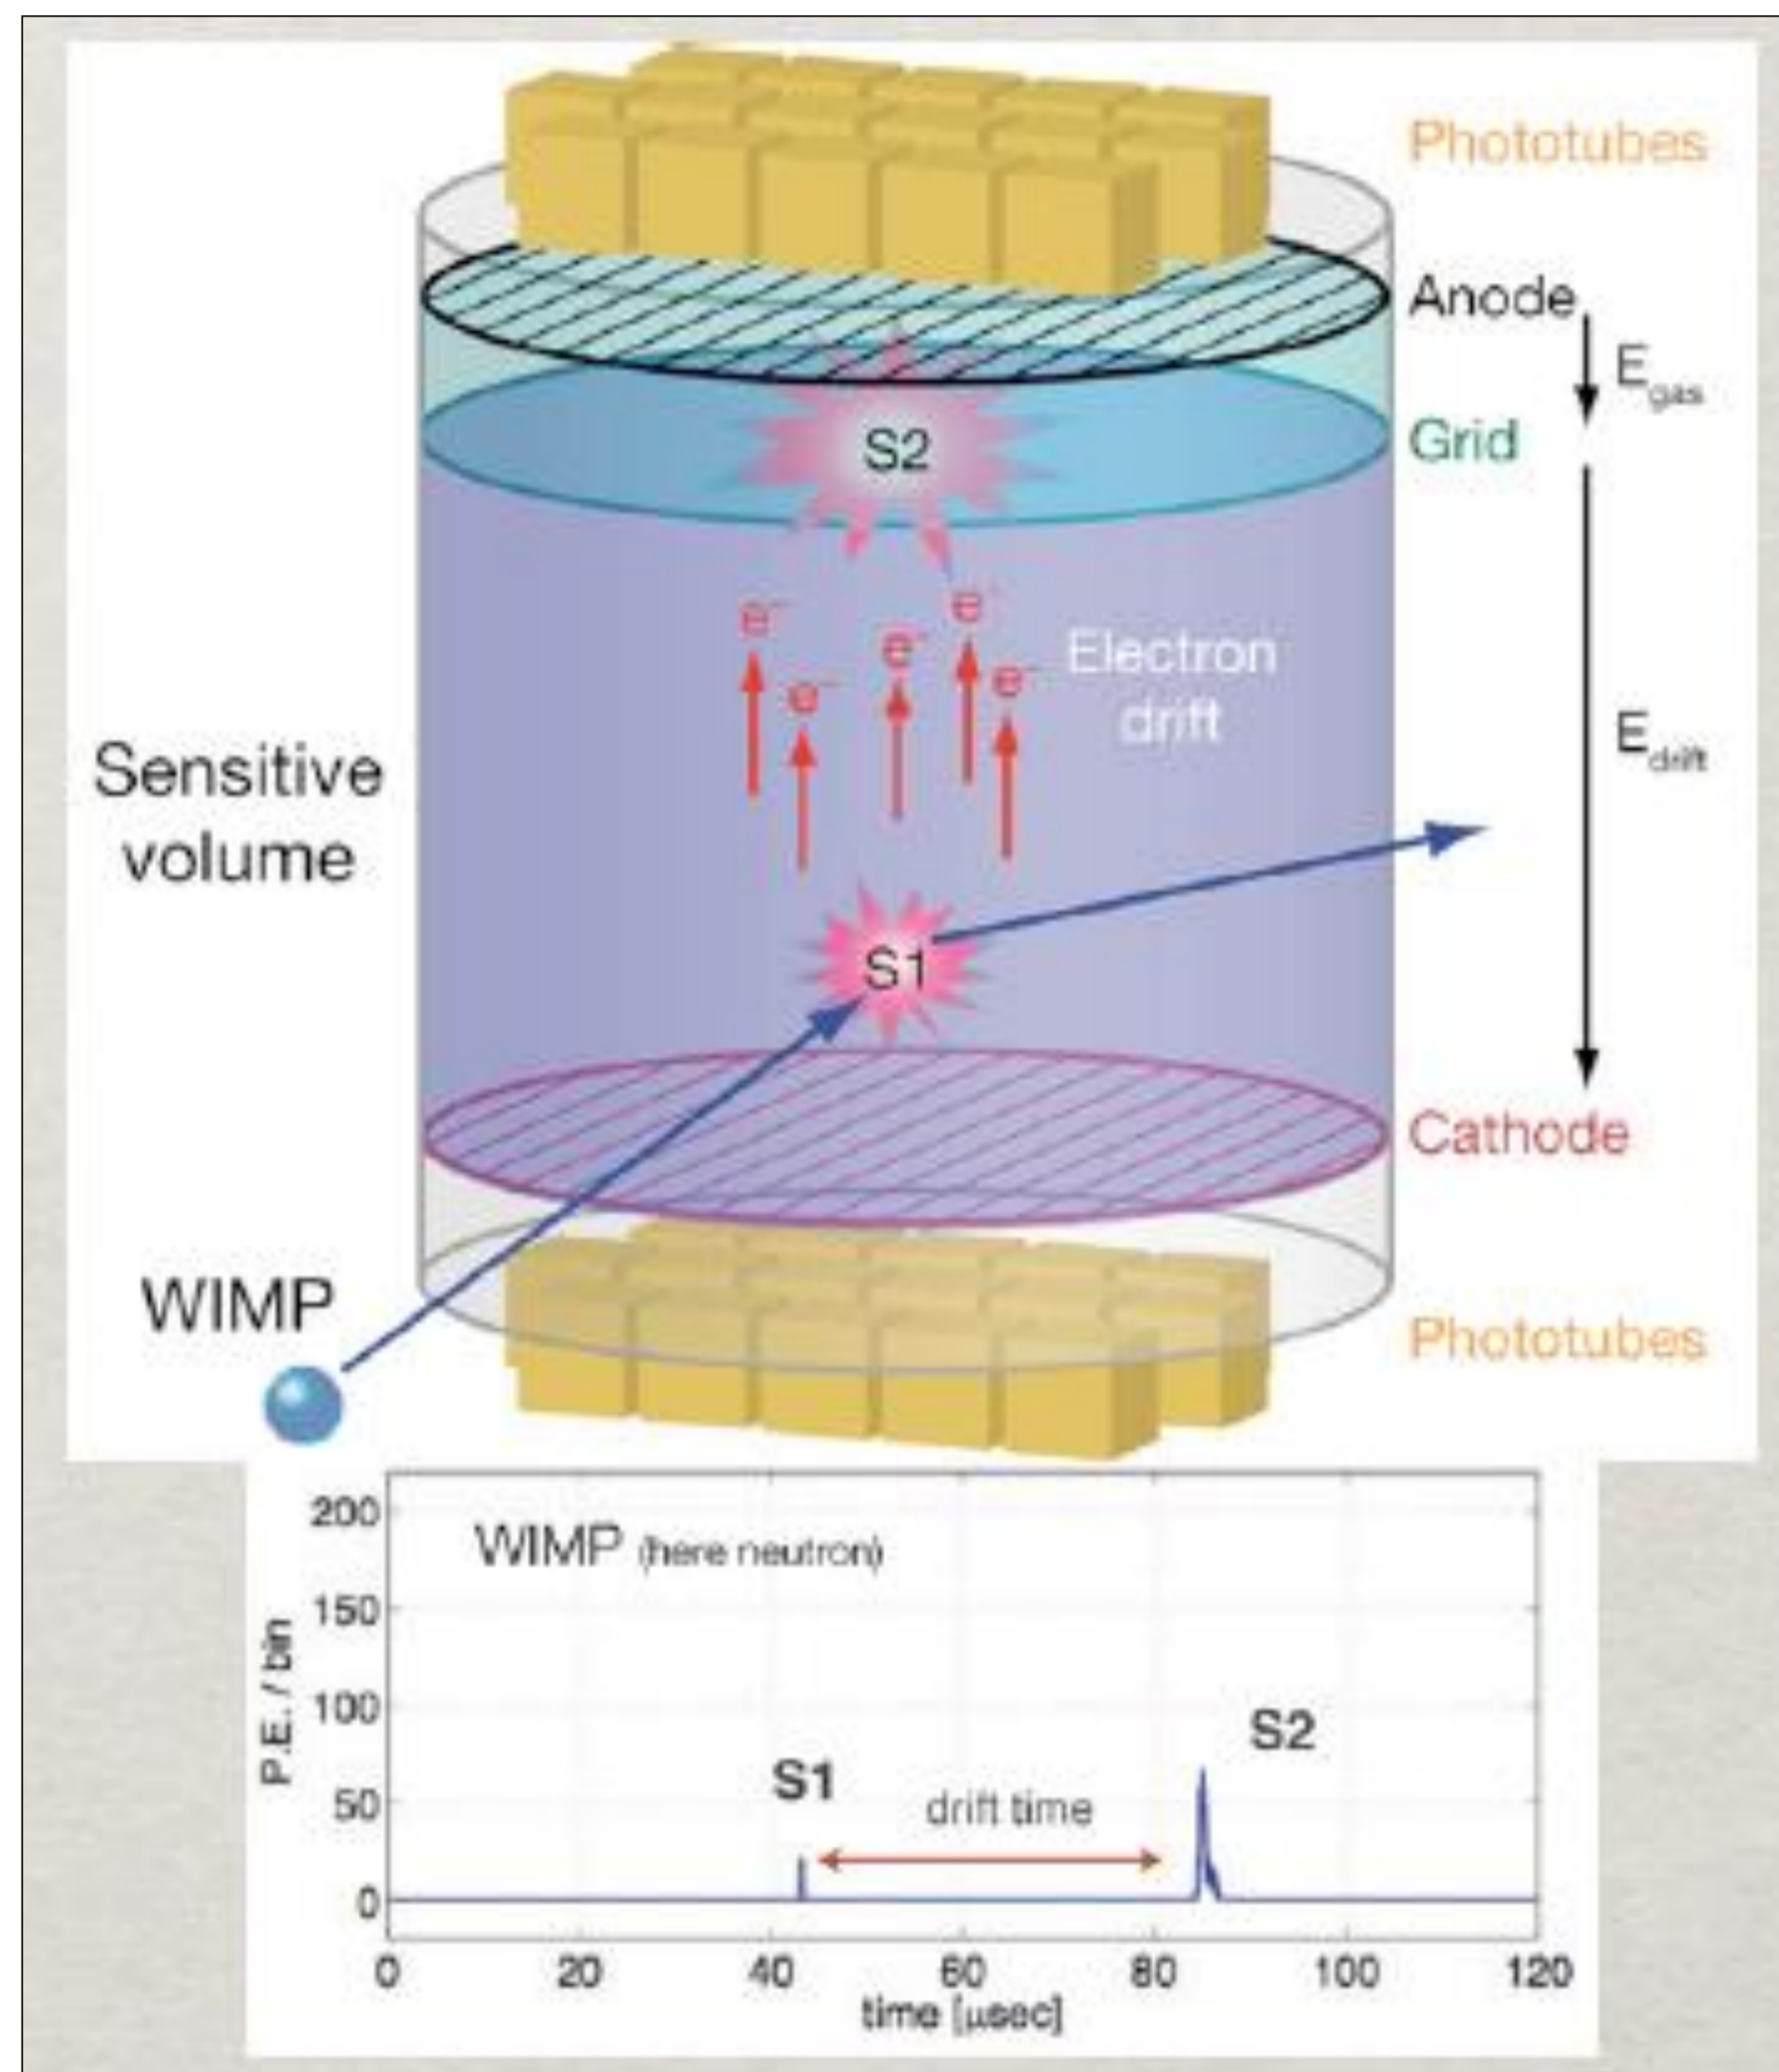 Phototubes
Anode
E_gas
Grid
S2
e⁻ e⁻ e⁻ e⁻ e⁻
Electron
drift
E_drift
Sensitive
volume
S1
Cathode
WIMP
Phototubes
200
150
100
50
0
P.E. / bin
WIMP (here neutron)
S1
S2
drift time
0 20 40 60 80 100 120
time [μsec]